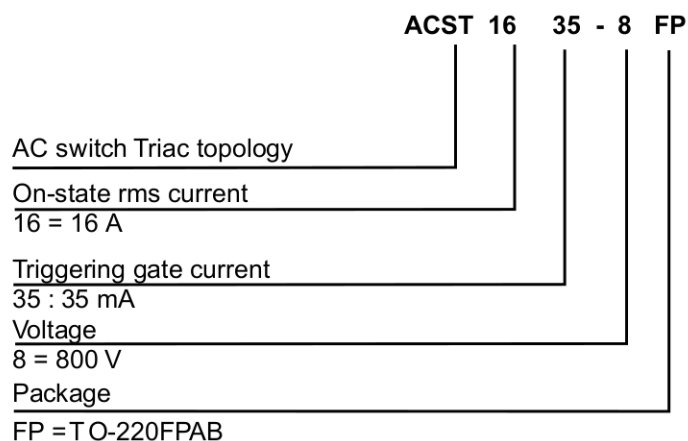 ACST 16 35 - 8 FP
AC switch Triac topology
On-state rms current
16 = 16 A
Triggering gate current
35 : 35 mA
Voltage
8 = 800 V
Package
FP =T O-220FPAB